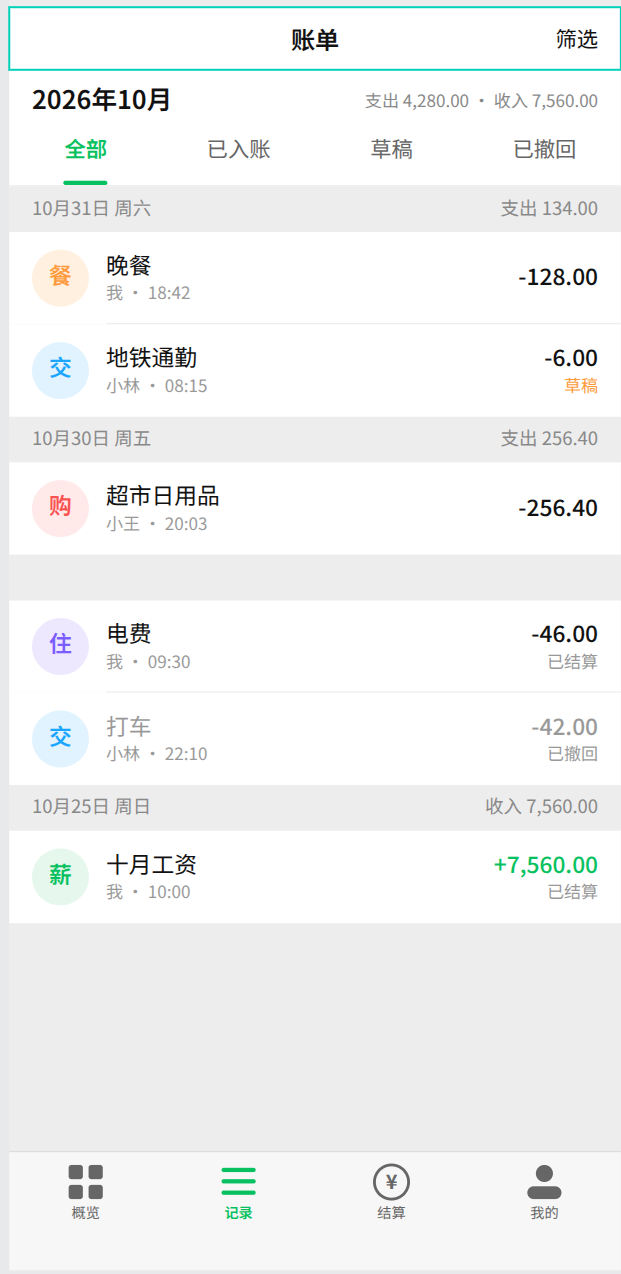 账单 筛选
2026年10月 支出 4,280.00 · 收入 7,560.00
全部 已入账 草稿 已撤回
10月31日 周六 支出 134.00
餐 晚餐 -128.00
我 · 18:42
交 地铁通勤 -6.00
小林 · 08:15 草稿
10月30日 周五 支出 256.40
购 超市日用品 -256.40
小王 · 20:03
住 电费 -46.00
我 · 09:30 已结算
交 打车 -42.00
小林 · 22:10 已撤回
10月25日 周日 收入 7,560.00
薪 十月工资 +7,560.00
我 · 10:00 已结算
¥
概览 记录 结算 我的